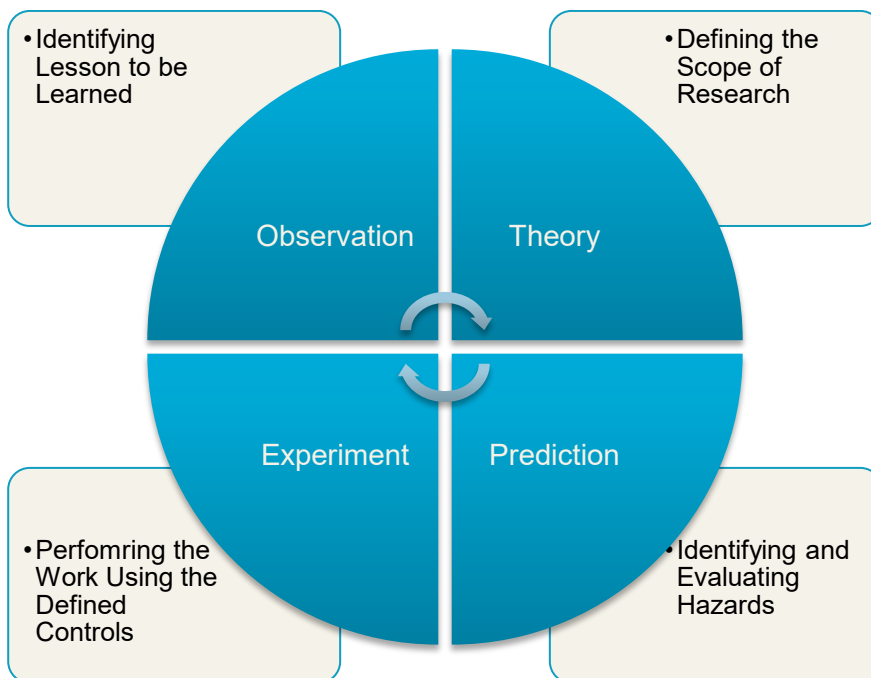 •Identifying
Lesson to be
Learned
•Defining the
Scope of
Research
Observation
Theory
Experiment
Prediction
•Perfomring the
Work Using the
Defined
Controls
•Identifying and
Evaluating
Hazards